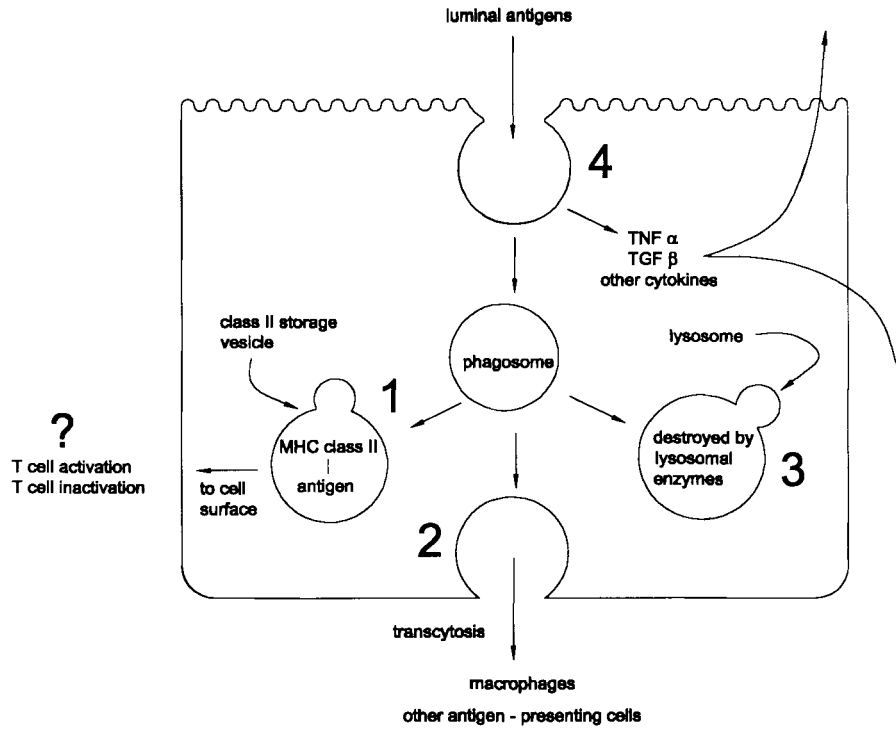 luminal antigens
4
TNF α
TGF β
other cytokines
class II storage
vesicle
lysosome
phagosome
1
?
T cell activation
T cell inactivation
to cell
surface
MHC class II
antigen
destroyed by
lysosomal
enzymes
3
2
transcytosis
macrophages
other antigen - presenting cells